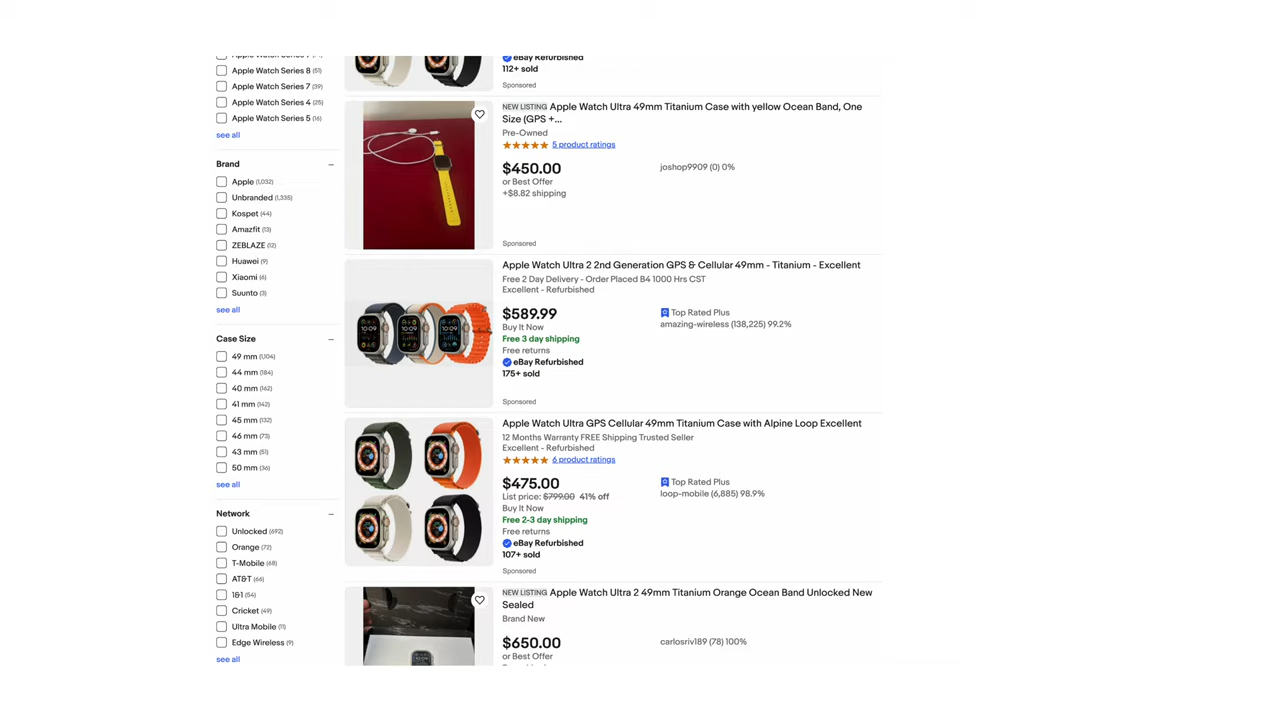 Apple Watch Series 8 (51)
Apple Watch Series 7 (39)
Apple Watch Series 4 (25)
Apple Watch Series 5 (16)
see all
Brand
Apple (1,032)
Unbranded (1,335)
Kospet (44)
Amazfit (13)
ZEBLAZE (12)
Huawei (9)
Xiaomi (6)
Suunto (3)
see all
Case Size
49 mm (1,104)
44 mm (184)
40 mm (162)
41 mm (142)
45 mm (132)
46 mm (73)
43 mm (51)
50 mm (36)
see all
Network
Unlocked (692)
Orange (72)
T-Mobile (68)
AT&T (66)
1&1 (54)
Cricket (49)
Ultra Mobile (11)
Edge Wireless (9)
see all
eBay Refurbished
112+ sold
Sponsored
NEW LISTING Apple Watch Ultra 49mm Titanium Case with yellow Ocean Band, One
Size (GPS +...
Pre-Owned
5 product ratings
$450.00
or Best Offer
+$8.82 shipping
joshop9909 (0) 0%
Sponsored
Apple Watch Ultra 2 2nd Generation GPS & Cellular 49mm - Titanium - Excellent
Free 2 Day Delivery - Order Placed B4 1000 Hrs CST
Excellent - Refurbished
$589.99
Buy It Now
Free 3 day shipping
Free returns
eBay Refurbished
175+ sold
Top Rated Plus
amazing-wireless (138,225) 99.2%
Sponsored
10:09
10:09
10:09
Apple Watch Ultra GPS Cellular 49mm Titanium Case with Alpine Loop Excellent
12 Months Warranty FREE Shipping Trusted Seller
Excellent - Refurbished
6 product ratings
$475.00
List price: $799.00 41% off
Buy It Now
Free 2-3 day shipping
Free returns
eBay Refurbished
107+ sold
Top Rated Plus
loop-mobile (6,885) 98.9%
Sponsored
NEW LISTING Apple Watch Ultra 2 49mm Titanium Orange Ocean Band Unlocked New
Sealed
Brand New
$650.00
or Best Offer
carlosriv189 (78) 100%